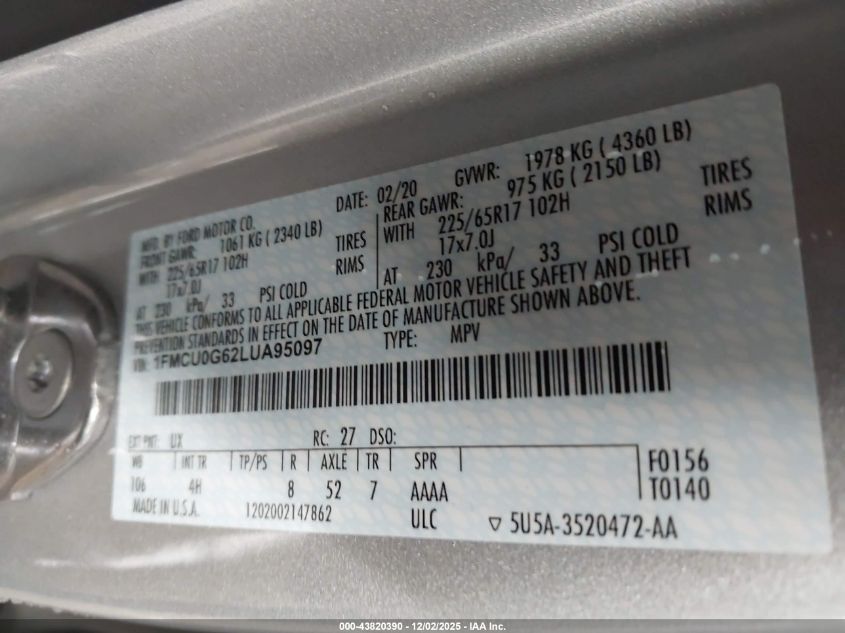 MFD. BY FORD MOTOR CO.
DATE: 02/20 GVWR: 1978 KG ( 4360 LB)
FRONT GAWR: 1061 KG ( 2340 LB)
WITH 225/65R17 102H TIRES
17x7.0J RIMS
AT 230 kPa/ 33 PSI COLD
REAR GAWR: 975 KG ( 2150 LB)
WITH 225/65R17 102H TIRES
17x7.0J RIMS
AT 230 kPa/ 33 PSI COLD
THIS VEHICLE CONFORMS TO ALL APPLICABLE FEDERAL MOTOR VEHICLE SAFETY AND THEFT
PREVENTION STANDARDS IN EFFECT ON THE DATE OF MANUFACTURE SHOWN ABOVE.
VIN: 1FMCU0G62LUA95097 TYPE: MPV
EXT PNT: UX RC: 27 DSO:
WB INT TR TP/PS R AXLE TR SPR F0156
106 4H 8 52 7 AAAA T0140
MADE IN U.S.A. 1202002147862 ULC ▽ 5U5A-3520472-AA
000-43820390 - 12/02/2025 - IAA Inc.